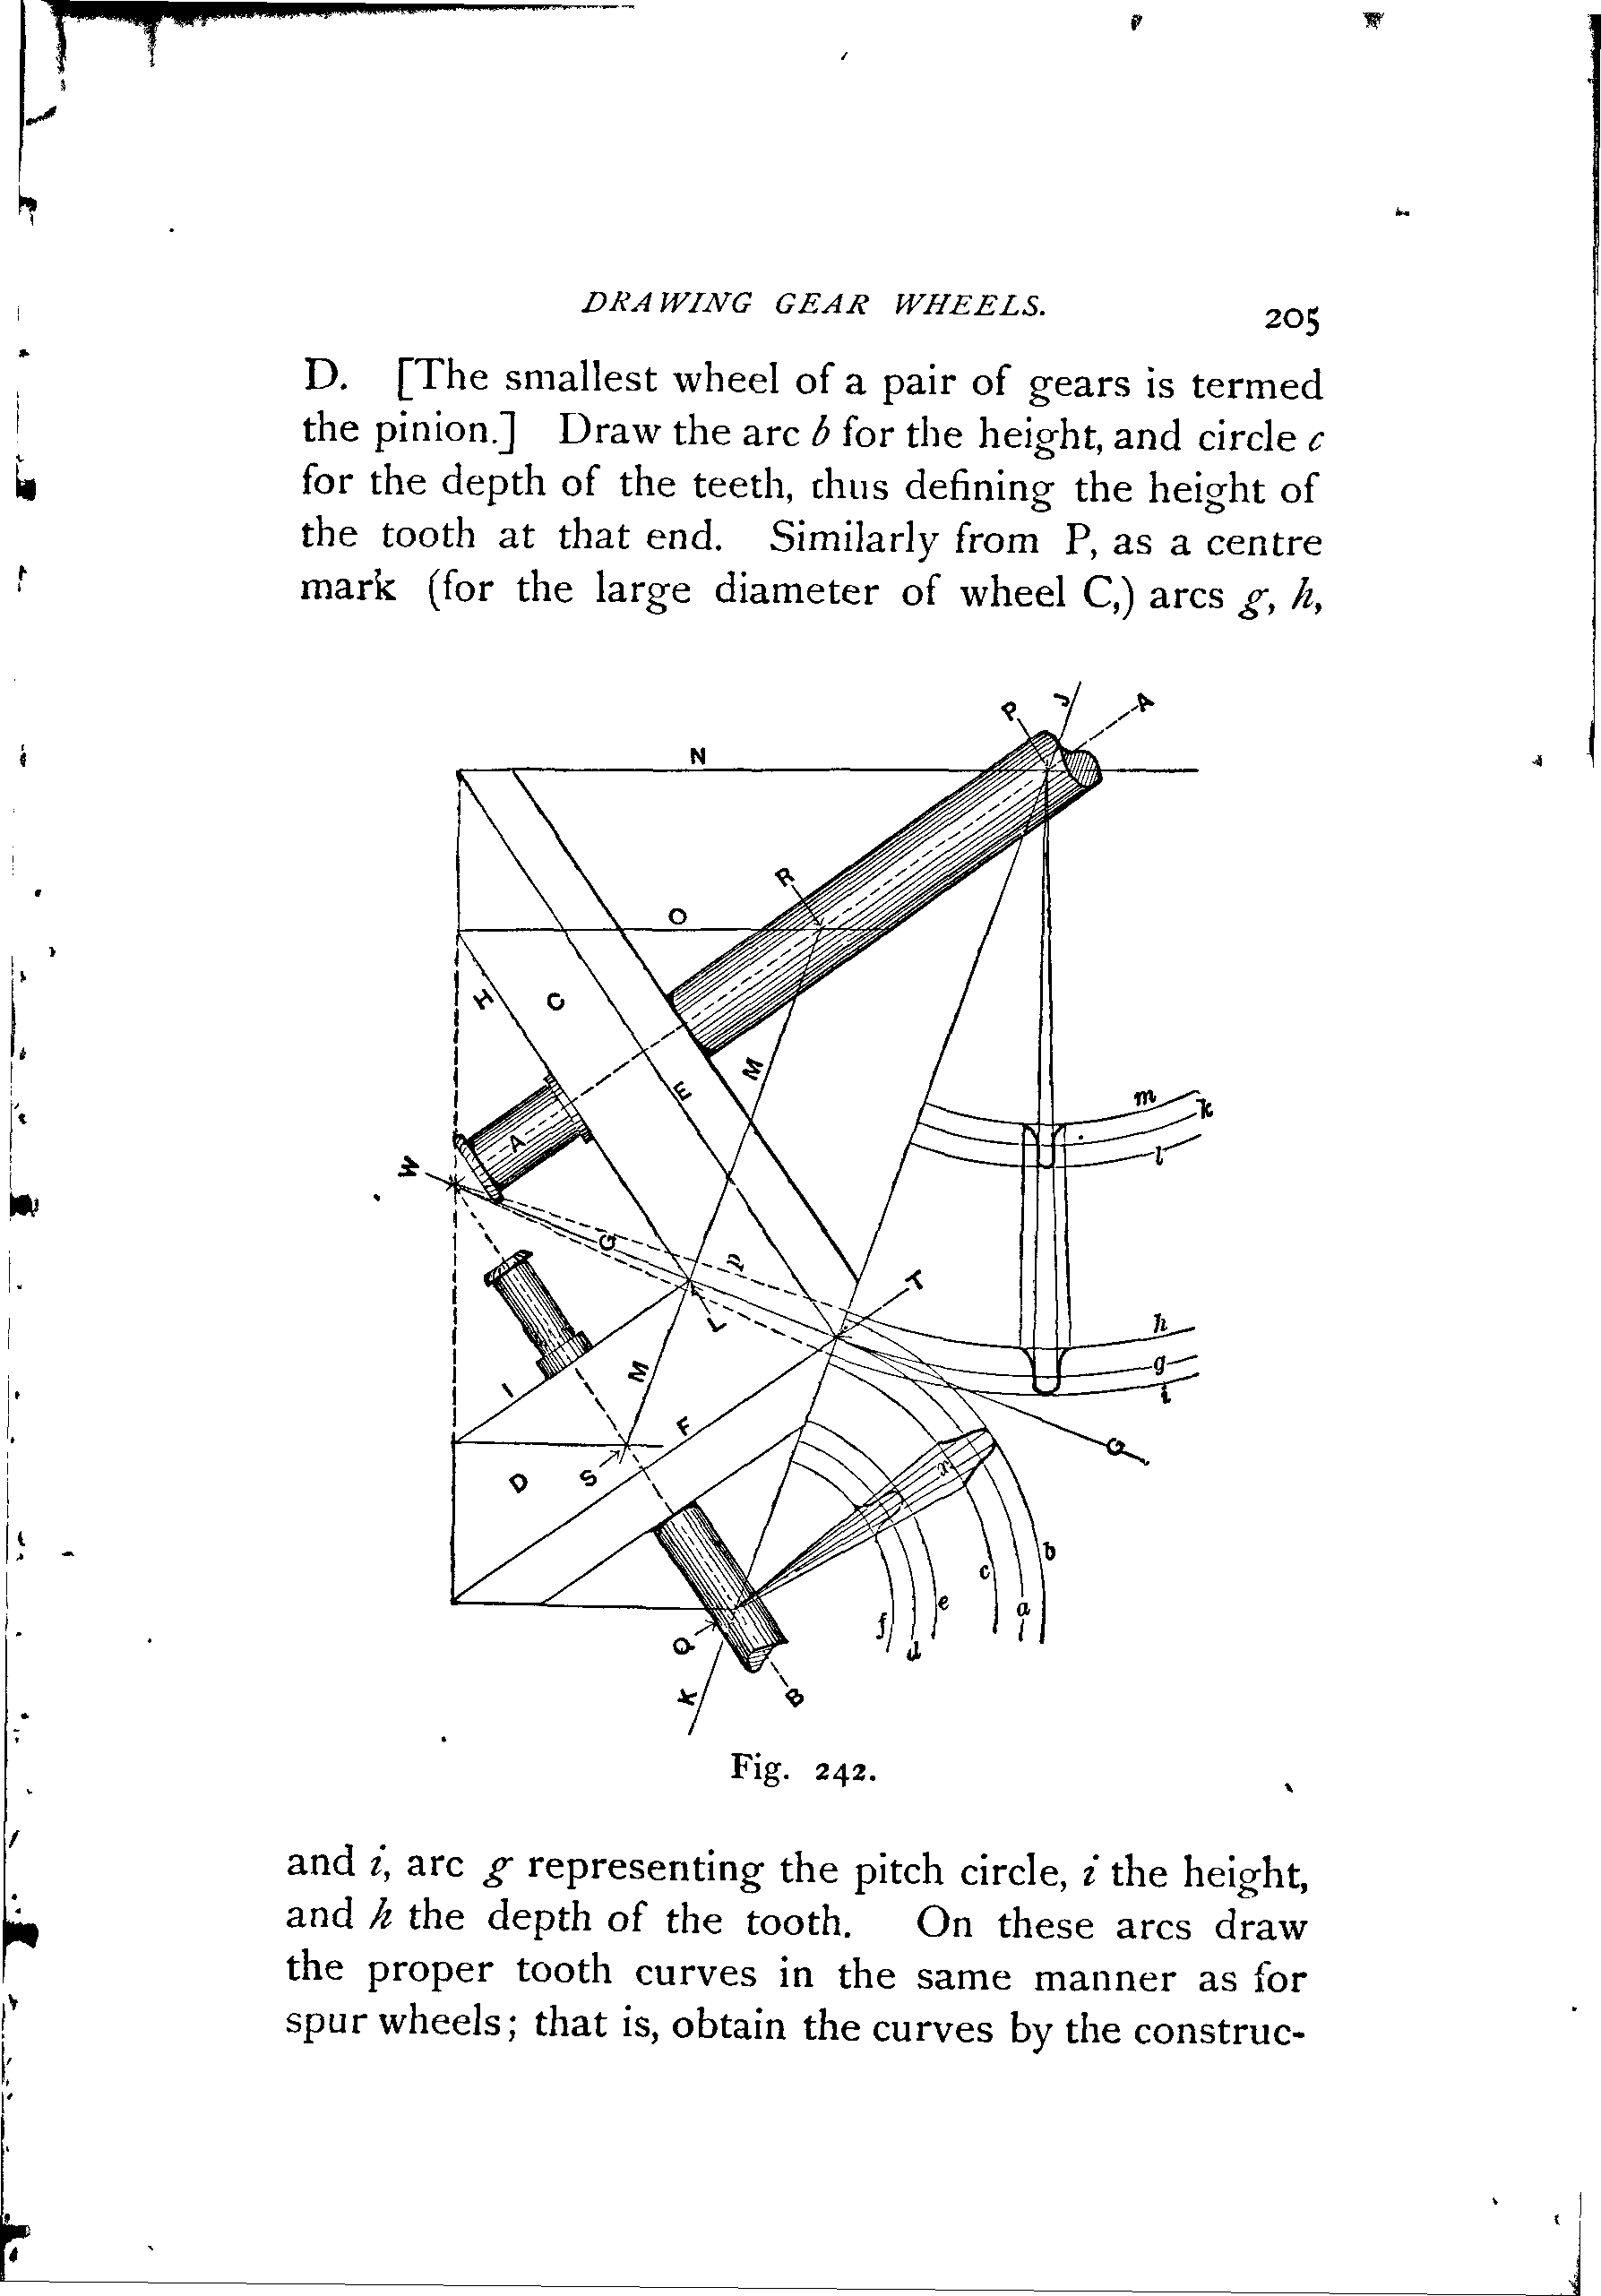 DRAWING GEAR WHEELS.
205
D. [The smallest wheel of a pair of gears is termed
the pinion.] Draw the arc b for the height, and circle c
for the depth of the teeth, thus defining the height of
the tooth at that end. Similarly from P, as a centre
mark (for the large diameter of wheel C,) arcs g, h,
P
J
A
N
R
O
H
C
M
E
m
k
A
l
W
G
p
T
L
h
M
g
I
i
F
G
D
S
x
b
c
e
a
f
d
Q
K
B
Fig. 242.
and i, arc g representing the pitch circle, i the height,
and h the depth of the tooth. On these arcs draw
the proper tooth curves in the same manner as for
spur wheels; that is, obtain the curves by the construc-